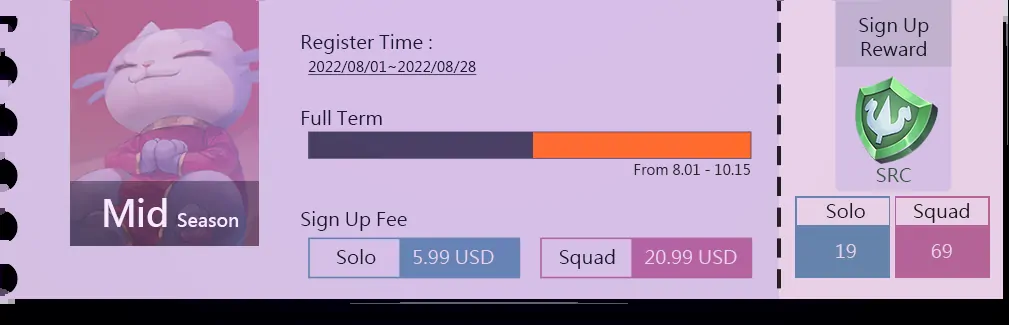 Mid Season
Register Time :
2022/08/01~2022/08/28
Full Term
From 8.01 - 10.15
Sign Up Fee
Solo 5.99 USD Squad 20.99 USD
Sign Up
Reward
SRC
Solo Squad
19 69